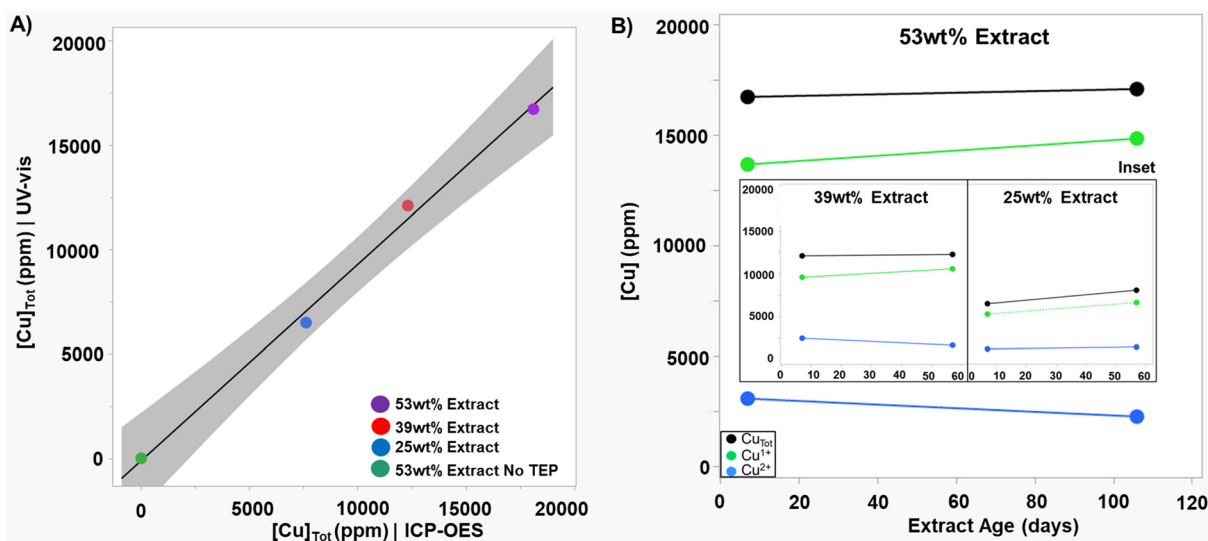 A)
20000
15000
10000
5000
0
[Cu]Tot (ppm) | UV-vis
0
5000
10000
15000
20000
[Cu]Tot (ppm) | ICP-OES
53wt% Extract
39wt% Extract
25wt% Extract
53wt% Extract No TEP
B)
53wt% Extract
20000
15000
10000
5000
0
[Cu] (ppm)
Inset
39wt% Extract
20000
15000
10000
5000
0
0 10 20 30 40 50 60
25wt% Extract
0 10 20 30 40 50 60
CuTot
Cu1+
Cu2+
0 20 40 60 80 100 120
Extract Age (days)